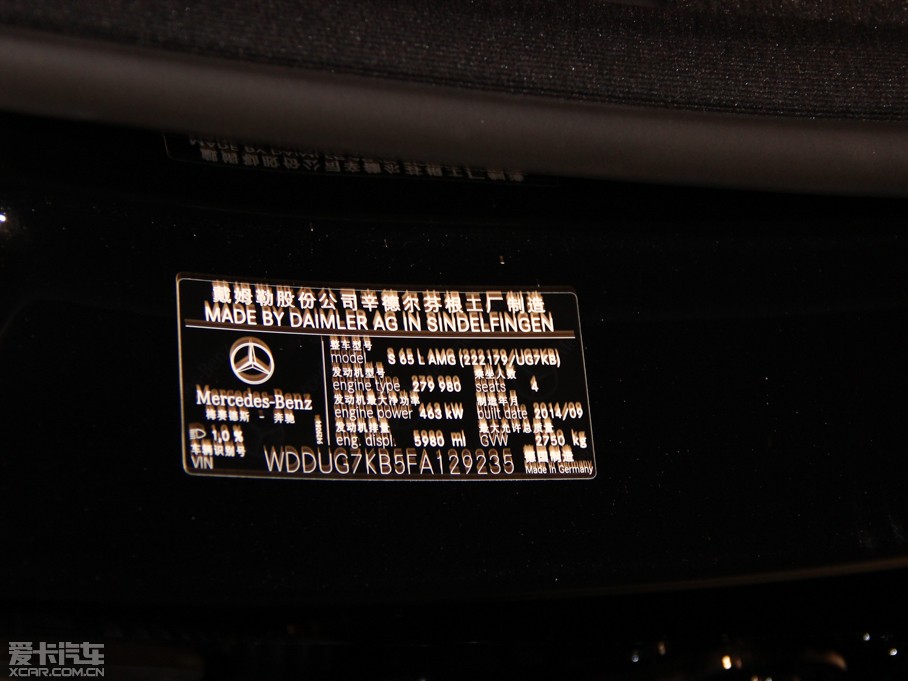 戴姆勒股份公司辛德尔芬根工厂制造
MADE BY DAIMLER AG IN SINDELFINGEN
Mercedes-Benz
梅赛德斯 - 奔驰
1,0 %
整车型号
model S 65 L AMG (222179/UG7KB)
发动机型号 乘坐人数
engine type 279 980 seats 4
发动机最大净功率 制造年月
engine power 463 kW built date 2014/09
发动机排量 最大允许总质量
eng. displ. 5980 ml GVW 2750 kg
车辆识别号
VIN WDDUG7KB5FA129235
德国制造
Made in Germany
爱卡汽车
XCAR.COM.CN